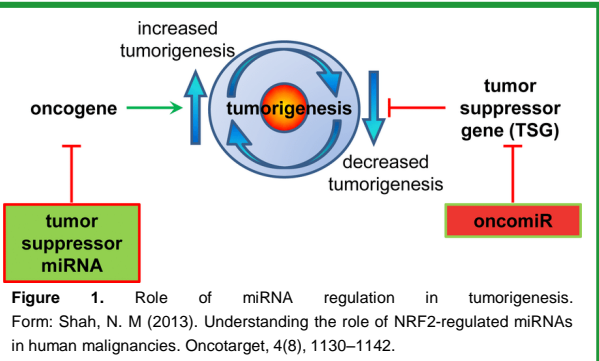 increased
tumorigenesis
oncogene
tumorigenesis
tumor
suppressor
gene (TSG)
decreased
tumorigenesis
tumor
suppressor
miRNA
oncomiR
Figure 1. Role of miRNA regulation in tumorigenesis.
Form: Shah, N. M (2013). Understanding the role of NRF2-regulated miRNAs
in human malignancies. Oncotarget, 4(8), 1130–1142.